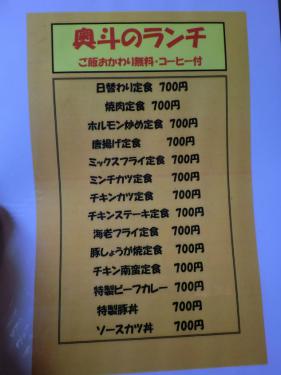 奥斗のランチ
ご飯おかわり無料・コーヒー付
日替わり定食 700円
焼肉定食 700円
ホルモン炒め定食 700円
唐揚げ定食 700円
ミックスフライ定食 700円
ミンチカツ定食 700円
チキンカツ定食 700円
チキンステーキ定食 700円
海老フライ定食 700円
豚しょうが焼定食 700円
チキン南蛮定食 700円
特製ビーフカレー 700円
特製豚丼 700円
ソースカツ丼 700円